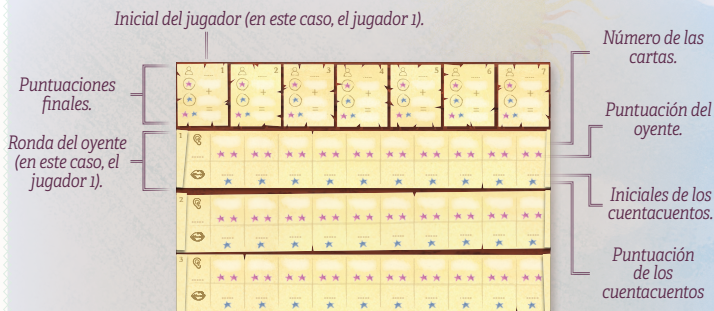 Inicial del jugador (en este caso, el jugador 1).
Puntuaciones
finales.
Ronda del oyente
(en este caso, el
jugador 1).
Número de las
cartas.
Puntuación del
oyente.
Iniciales de los
cuentacuentos.
Puntuación
de los
cuentacuentos
1 2 3 4 5 6 7
+ + + + + + +
= = = = = = =
1
2
3